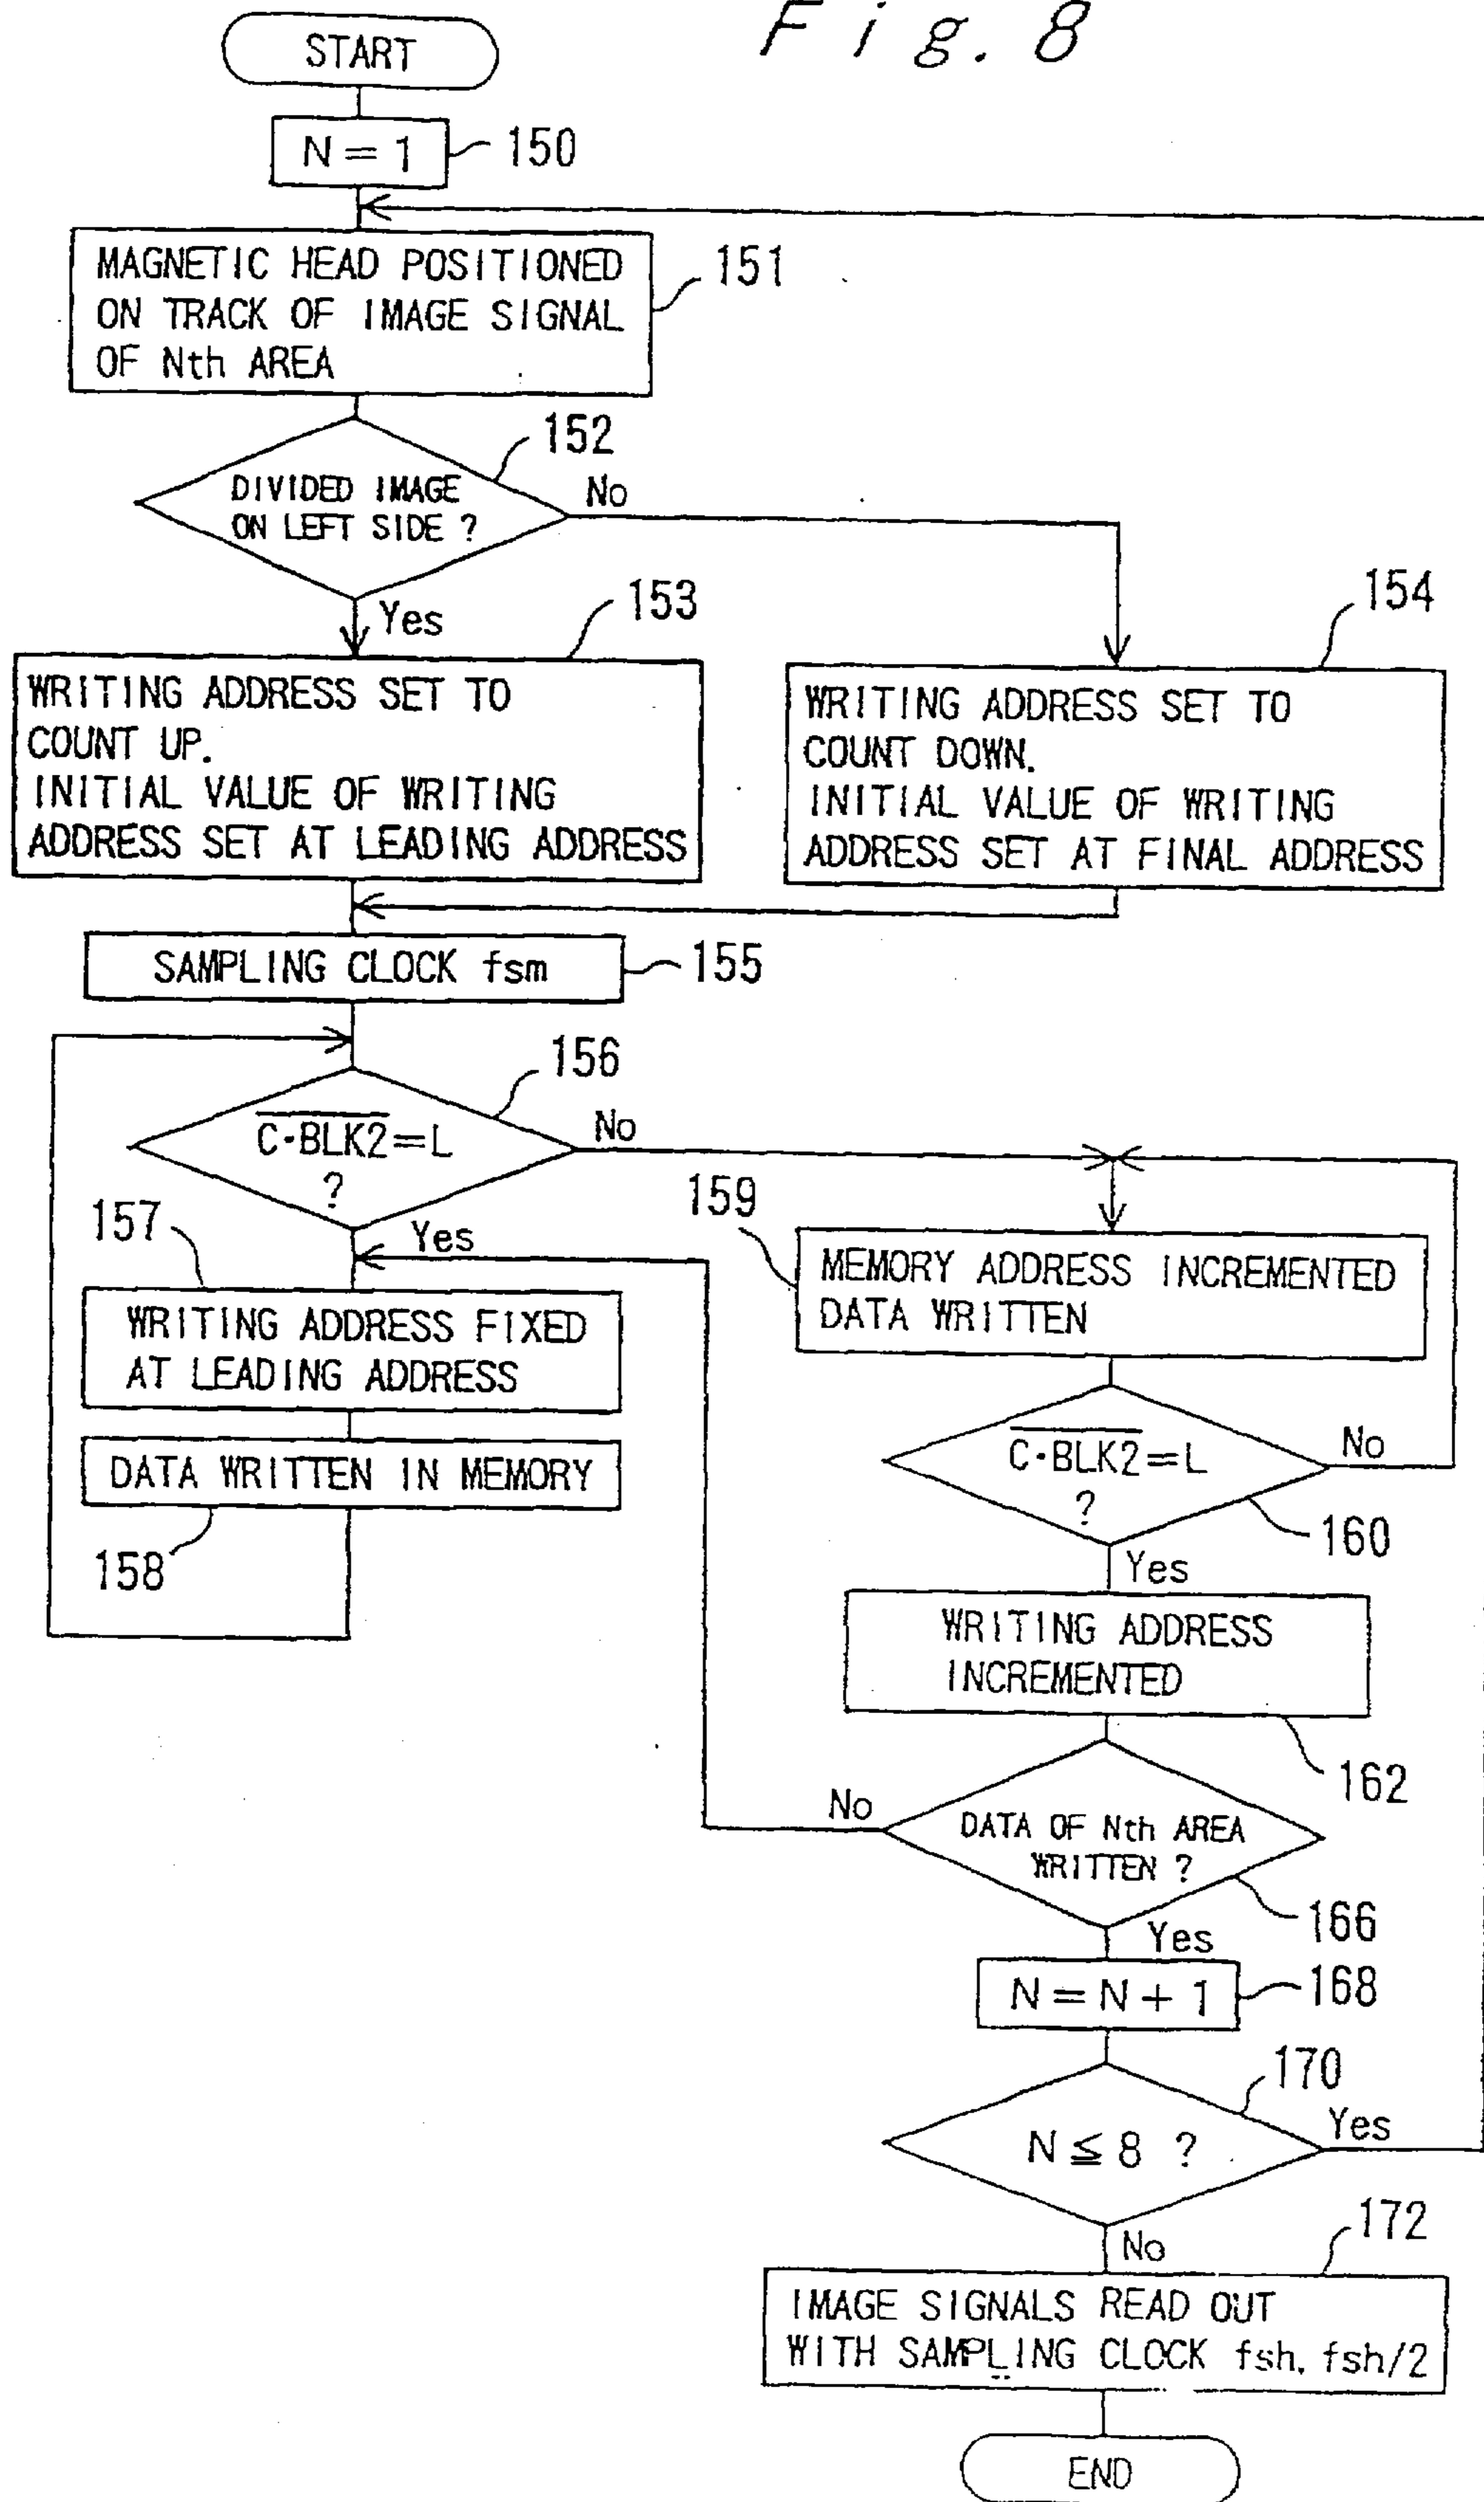 Fig. 8
START
N = 1
150
MAGNETIC HEAD POSITIONED
ON TRACK OF IMAGE SIGNAL
OF Nth AREA
151
152
DIVIDED IMAGE
ON LEFT SIDE ?
No
Yes
153
154
WRITING ADDRESS SET TO
COUNT UP.
INITIAL VALUE OF WRITING
ADDRESS SET AT LEADING ADDRESS
WRITING ADDRESS SET TO
COUNT DOWN.
INITIAL VALUE OF WRITING
ADDRESS SET AT FINAL ADDRESS
SAMPLING CLOCK fsm
155
156
C̅·̅B̅L̅K̅2̅=L
?
No
Yes
157
WRITING ADDRESS FIXED
AT LEADING ADDRESS
DATA WRITTEN IN MEMORY
158
159
MEMORY ADDRESS INCREMENTED
DATA WRITTEN
C̅·̅B̅L̅K̅2̅=L
?
No
160
Yes
WRITING ADDRESS
INCREMENTED
162
No
DATA OF Nth AREA
WRITTEN ?
166
Yes
N = N + 1
168
170
N ≦ 8 ?
Yes
No
172
IMAGE SIGNALS READ OUT
WITH SAMPLING CLOCK fsh, fsh/2
END